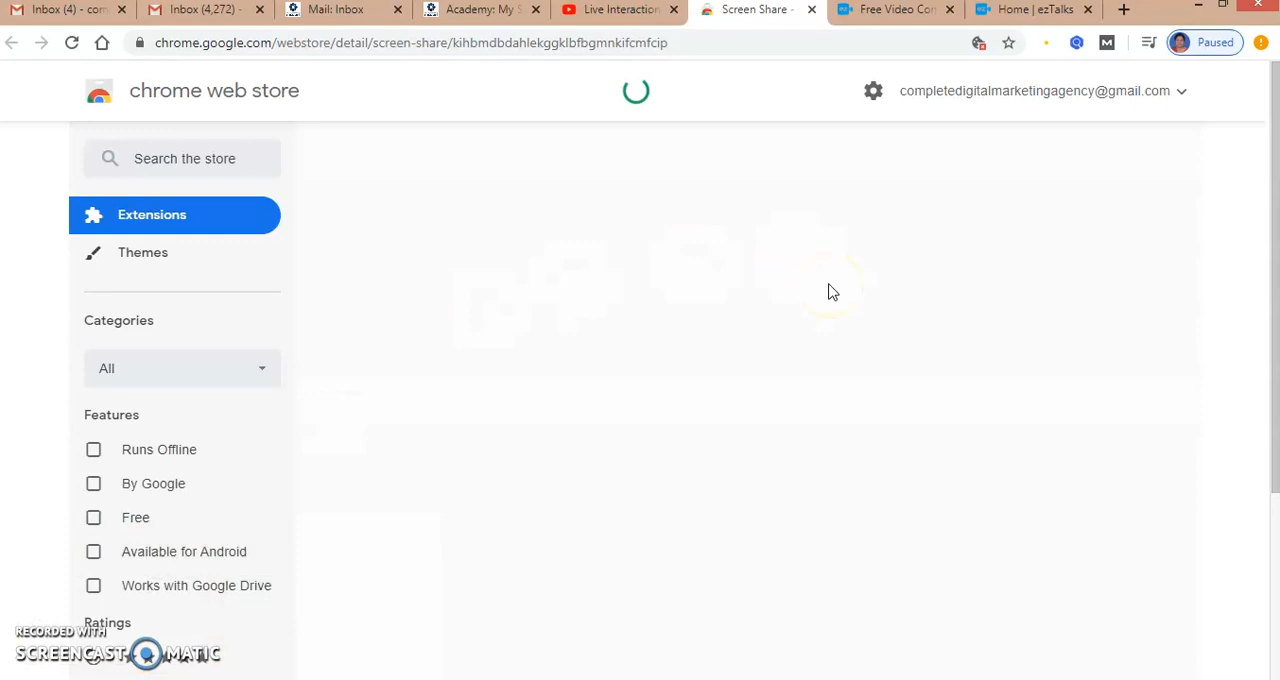 Inbox (4) - com
Inbox (4,272) -
Mail: Inbox
Academy: My S
Live Interaction
Screen Share -
Free Video Con
Home | ezTalks
chrome.google.com/webstore/detail/screen-share/kihbmdbdahlekggklbfbgmnkifcmfcip
M
Paused
chrome web store
completedigitalmarketingagency@gmail.com
Search the store
Extensions
Themes
Categories
All
Features
Runs Offline
By Google
Free
Available for Android
Works with Google Drive
Ratings
RECORDED WITH
SCREENCAST MATIC